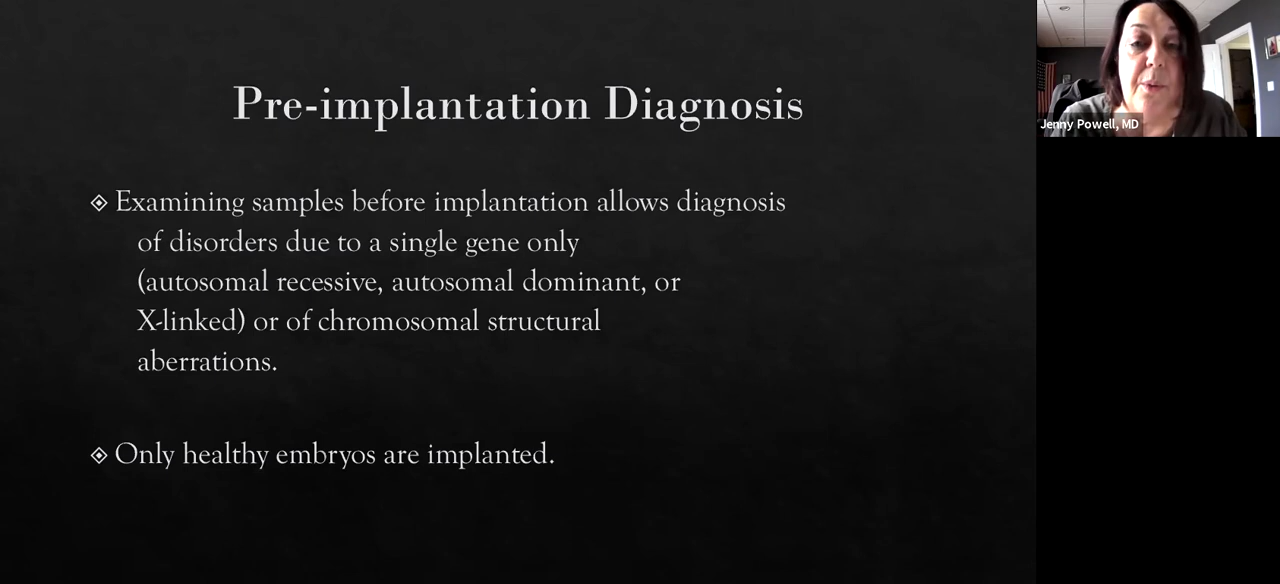 Pre-implantation Diagnosis
Examining samples before implantation allows diagnosis
of disorders due to a single gene only
(autosomal recessive, autosomal dominant, or
X-linked) or of chromosomal structural
aberrations.
Only healthy embryos are implanted.
Jenny Powell, MD